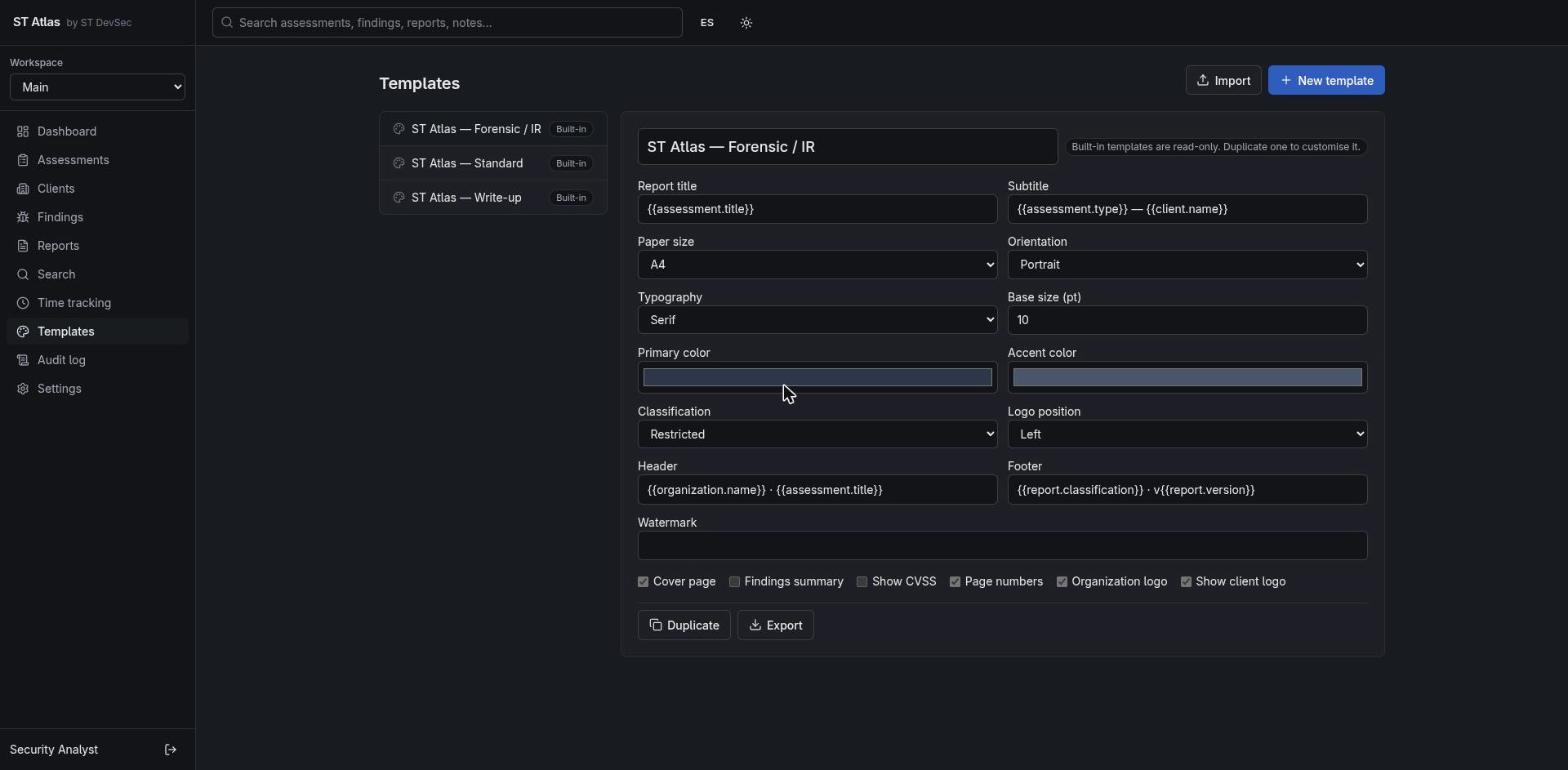 ST Atlas by ST DevSec
Search assessments, findings, reports, notes...
ES
Workspace
Main
Dashboard
Assessments
Clients
Findings
Reports
Search
Time tracking
Templates
Audit log
Settings
Security Analyst
Templates
Import
New template
ST Atlas — Forensic / IR Built-in
ST Atlas — Standard Built-in
ST Atlas — Write-up Built-in
ST Atlas — Forensic / IR
Built-in templates are read-only. Duplicate one to customise it.
Report title
{{assessment.title}}
Subtitle
{{assessment.type}} — {{client.name}}
Paper size
A4
Orientation
Portrait
Typography
Serif
Base size (pt)
10
Primary color
Accent color
Classification
Restricted
Logo position
Left
Header
{{organization.name}} · {{assessment.title}}
Footer
{{report.classification}} · v{{report.version}}
Watermark
Cover page Findings summary Show CVSS Page numbers Organization logo Show client logo
Duplicate
Export